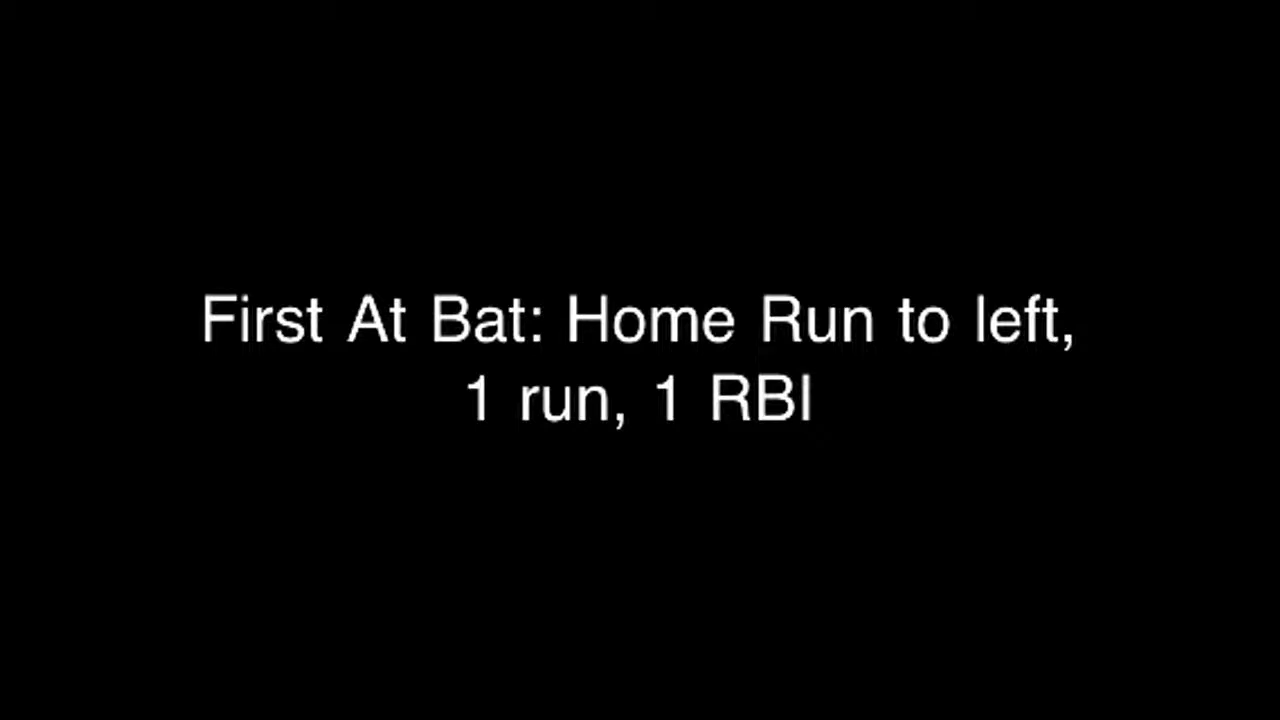 First At Bat: Home Run to left,
1 run, 1 RBI